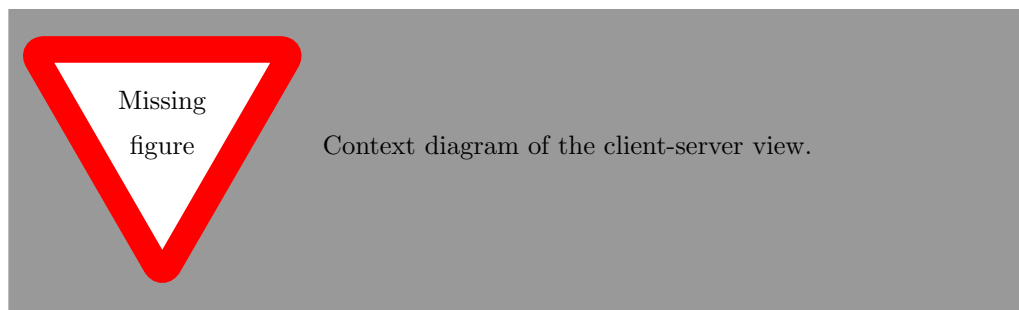 Missing
figure
Context diagram of the client-server view.